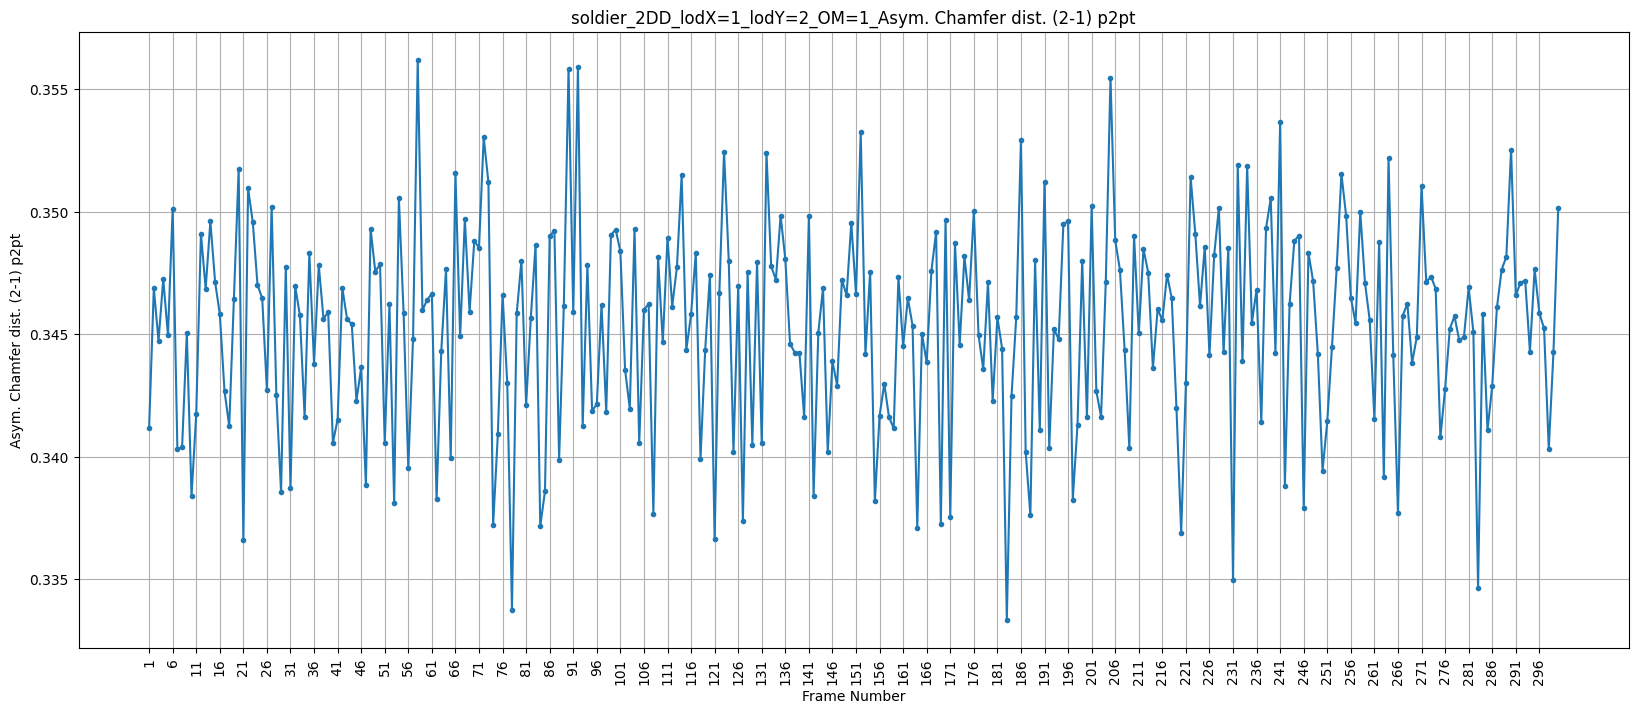 soldier_2DD_lodX=1_lodY=2_OM=1_Asym. Chamfer dist. (2-1) p2pt
Asym. Chamfer dist. (2-1) p2pt
0.355
0.350
0.345
0.340
0.335
1 6 11 16 21 26 31 36 41 46 51 56 61 66 71 76 81 86 91 96 101 106 111 116 121 126 131 136 141 146 151 156 161 166 171 176 181 186 191 196 201 206 211 216 221 226 231 236 241 246 251 256 261 266 271 276 281 286 291 296
Frame Number